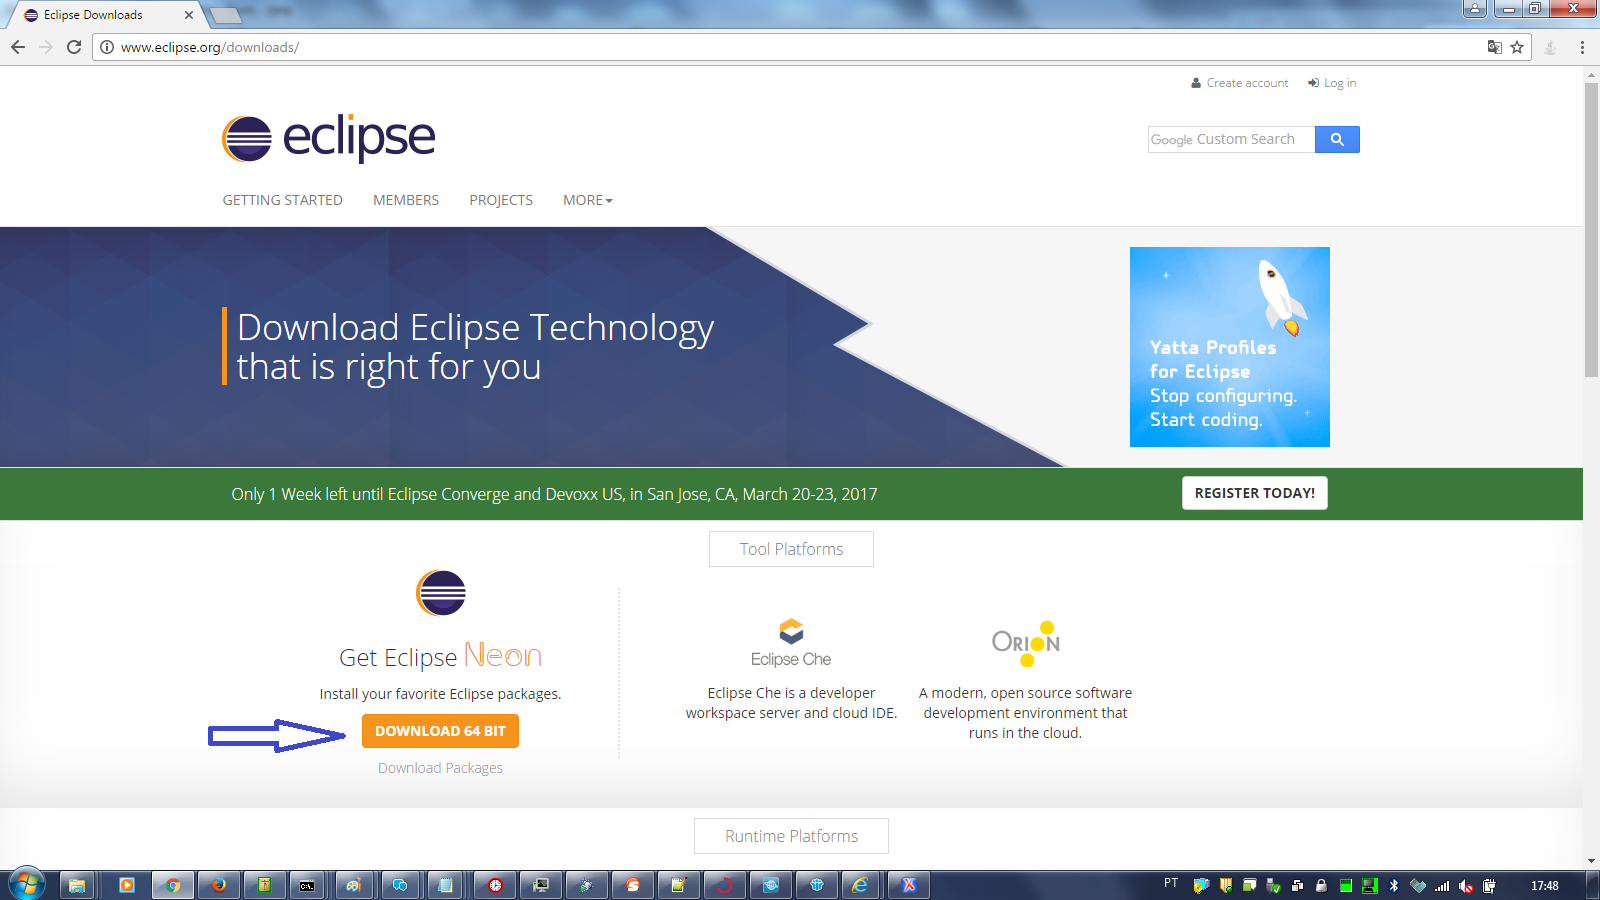 Eclipse Downloads
www.eclipse.org/downloads/
Create account
Log in
eclipse
Google Custom Search
GETTING STARTED
MEMBERS
PROJECTS
MORE
Download Eclipse Technology
that is right for you
Yatta Profiles
for Eclipse
Stop configuring.
Start coding.
Only 1 Week left until Eclipse Converge and Devoxx US, in San Jose, CA, March 20-23, 2017
REGISTER TODAY!
Tool Platforms
Get Eclipse Neon
Install your favorite Eclipse packages.
DOWNLOAD 64 BIT
Download Packages
Eclipse Che
Eclipse Che is a developer
workspace server and cloud IDE.
ORION
A modern, open source software
development environment that
runs in the cloud.
Runtime Platforms
PT
17:48